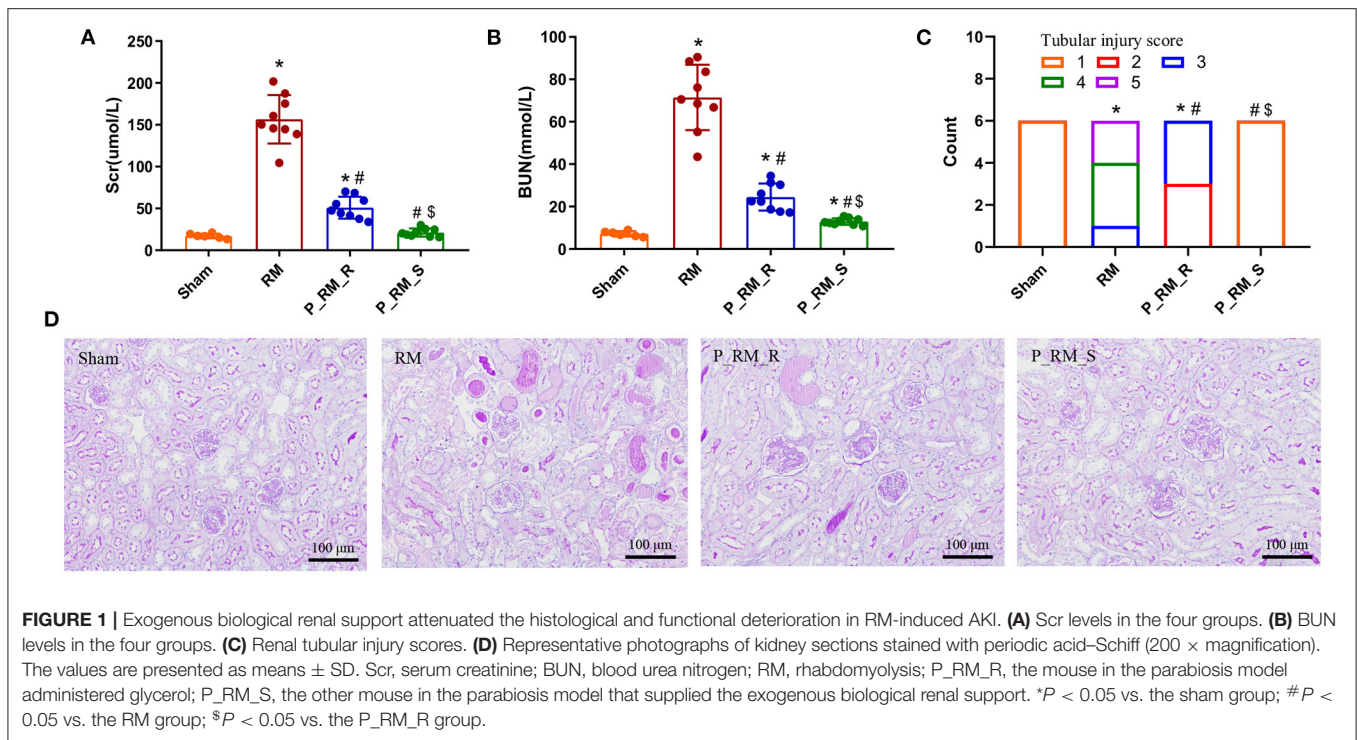 A
Scr(umol/L)
250
200
150
100
50
0
*
* #
# $
Sham
RM
P_RM_R
P_RM_S
B
BUN(mmol/L)
100
80
60
40
20
0
*
* #
* # $
Sham
RM
P_RM_R
P_RM_S
C
Count
10
8
6
4
2
0
Tubular injury score
1 2 3
4 5
*
* #
# $
Sham
RM
P_RM_R
P_RM_S
D
Sham
100 μm
RM
100 μm
P_RM_R
100 μm
P_RM_S
100 μm
FIGURE 1 | Exogenous biological renal support attenuated the histological and functional deterioration in RM-induced AKI. (A) Scr levels in the four groups. (B) BUN
levels in the four groups. (C) Renal tubular injury scores. (D) Representative photographs of kidney sections stained with periodic acid–Schiff (200 × magnification).
The values are presented as means ± SD. Scr, serum creatinine; BUN, blood urea nitrogen; RM, rhabdomyolysis; P_RM_R, the mouse in the parabiosis model
administered glycerol; P_RM_S, the other mouse in the parabiosis model that supplied the exogenous biological renal support. *P < 0.05 vs. the sham group; #P <
0.05 vs. the RM group; $P < 0.05 vs. the P_RM_R group.